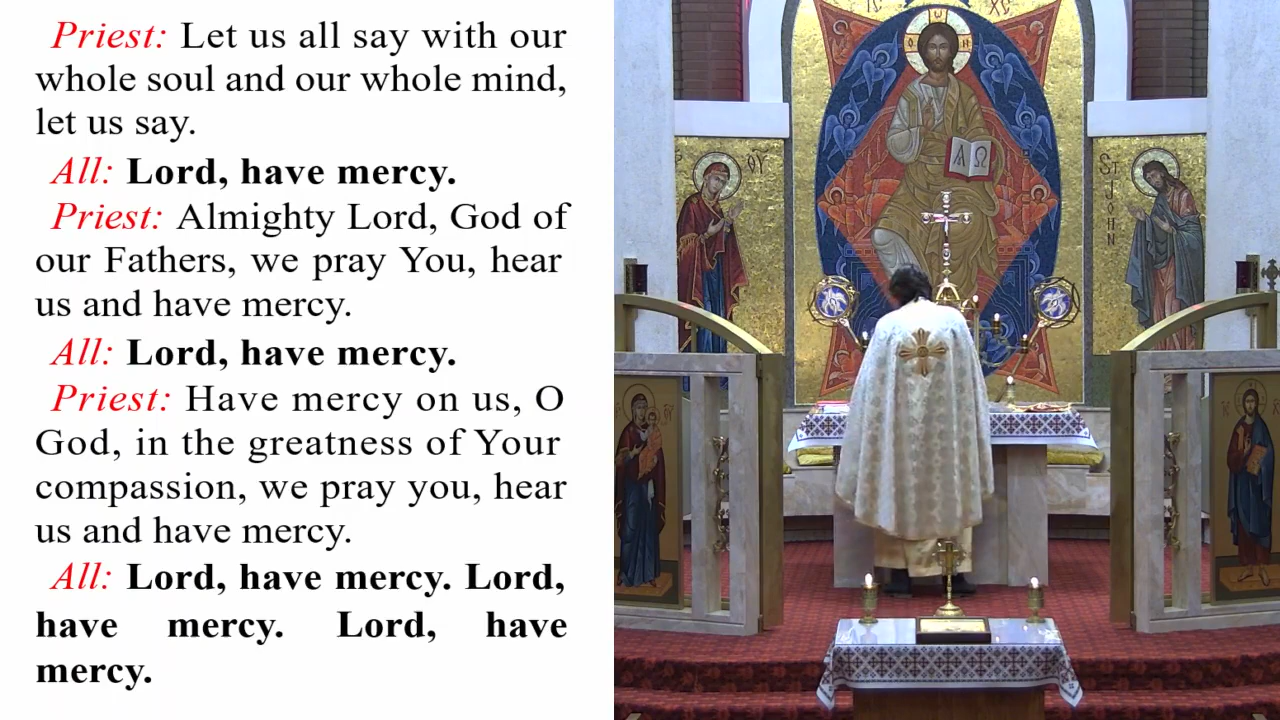 Priest: Let us all say with our
whole soul and our whole mind,
let us say.
All: Lord, have mercy.
Priest: Almighty Lord, God of
our Fathers, we pray You, hear
us and have mercy.
All: Lord, have mercy.
Priest: Have mercy on us, O
God, in the greatness of Your
compassion, we pray you, hear
us and have mercy.
All: Lord, have mercy. Lord,
have mercy. Lord, have
mercy.
IC XC
Α Ω
ST
JOHN